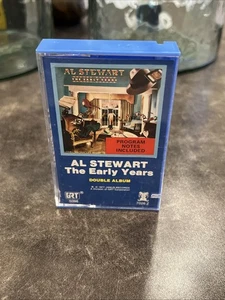 AL STEWART
THE EARLY YEARS
PROGRAM
NOTES
INCLUDED
AL STEWART
The Early Years
DOUBLE ALBUM